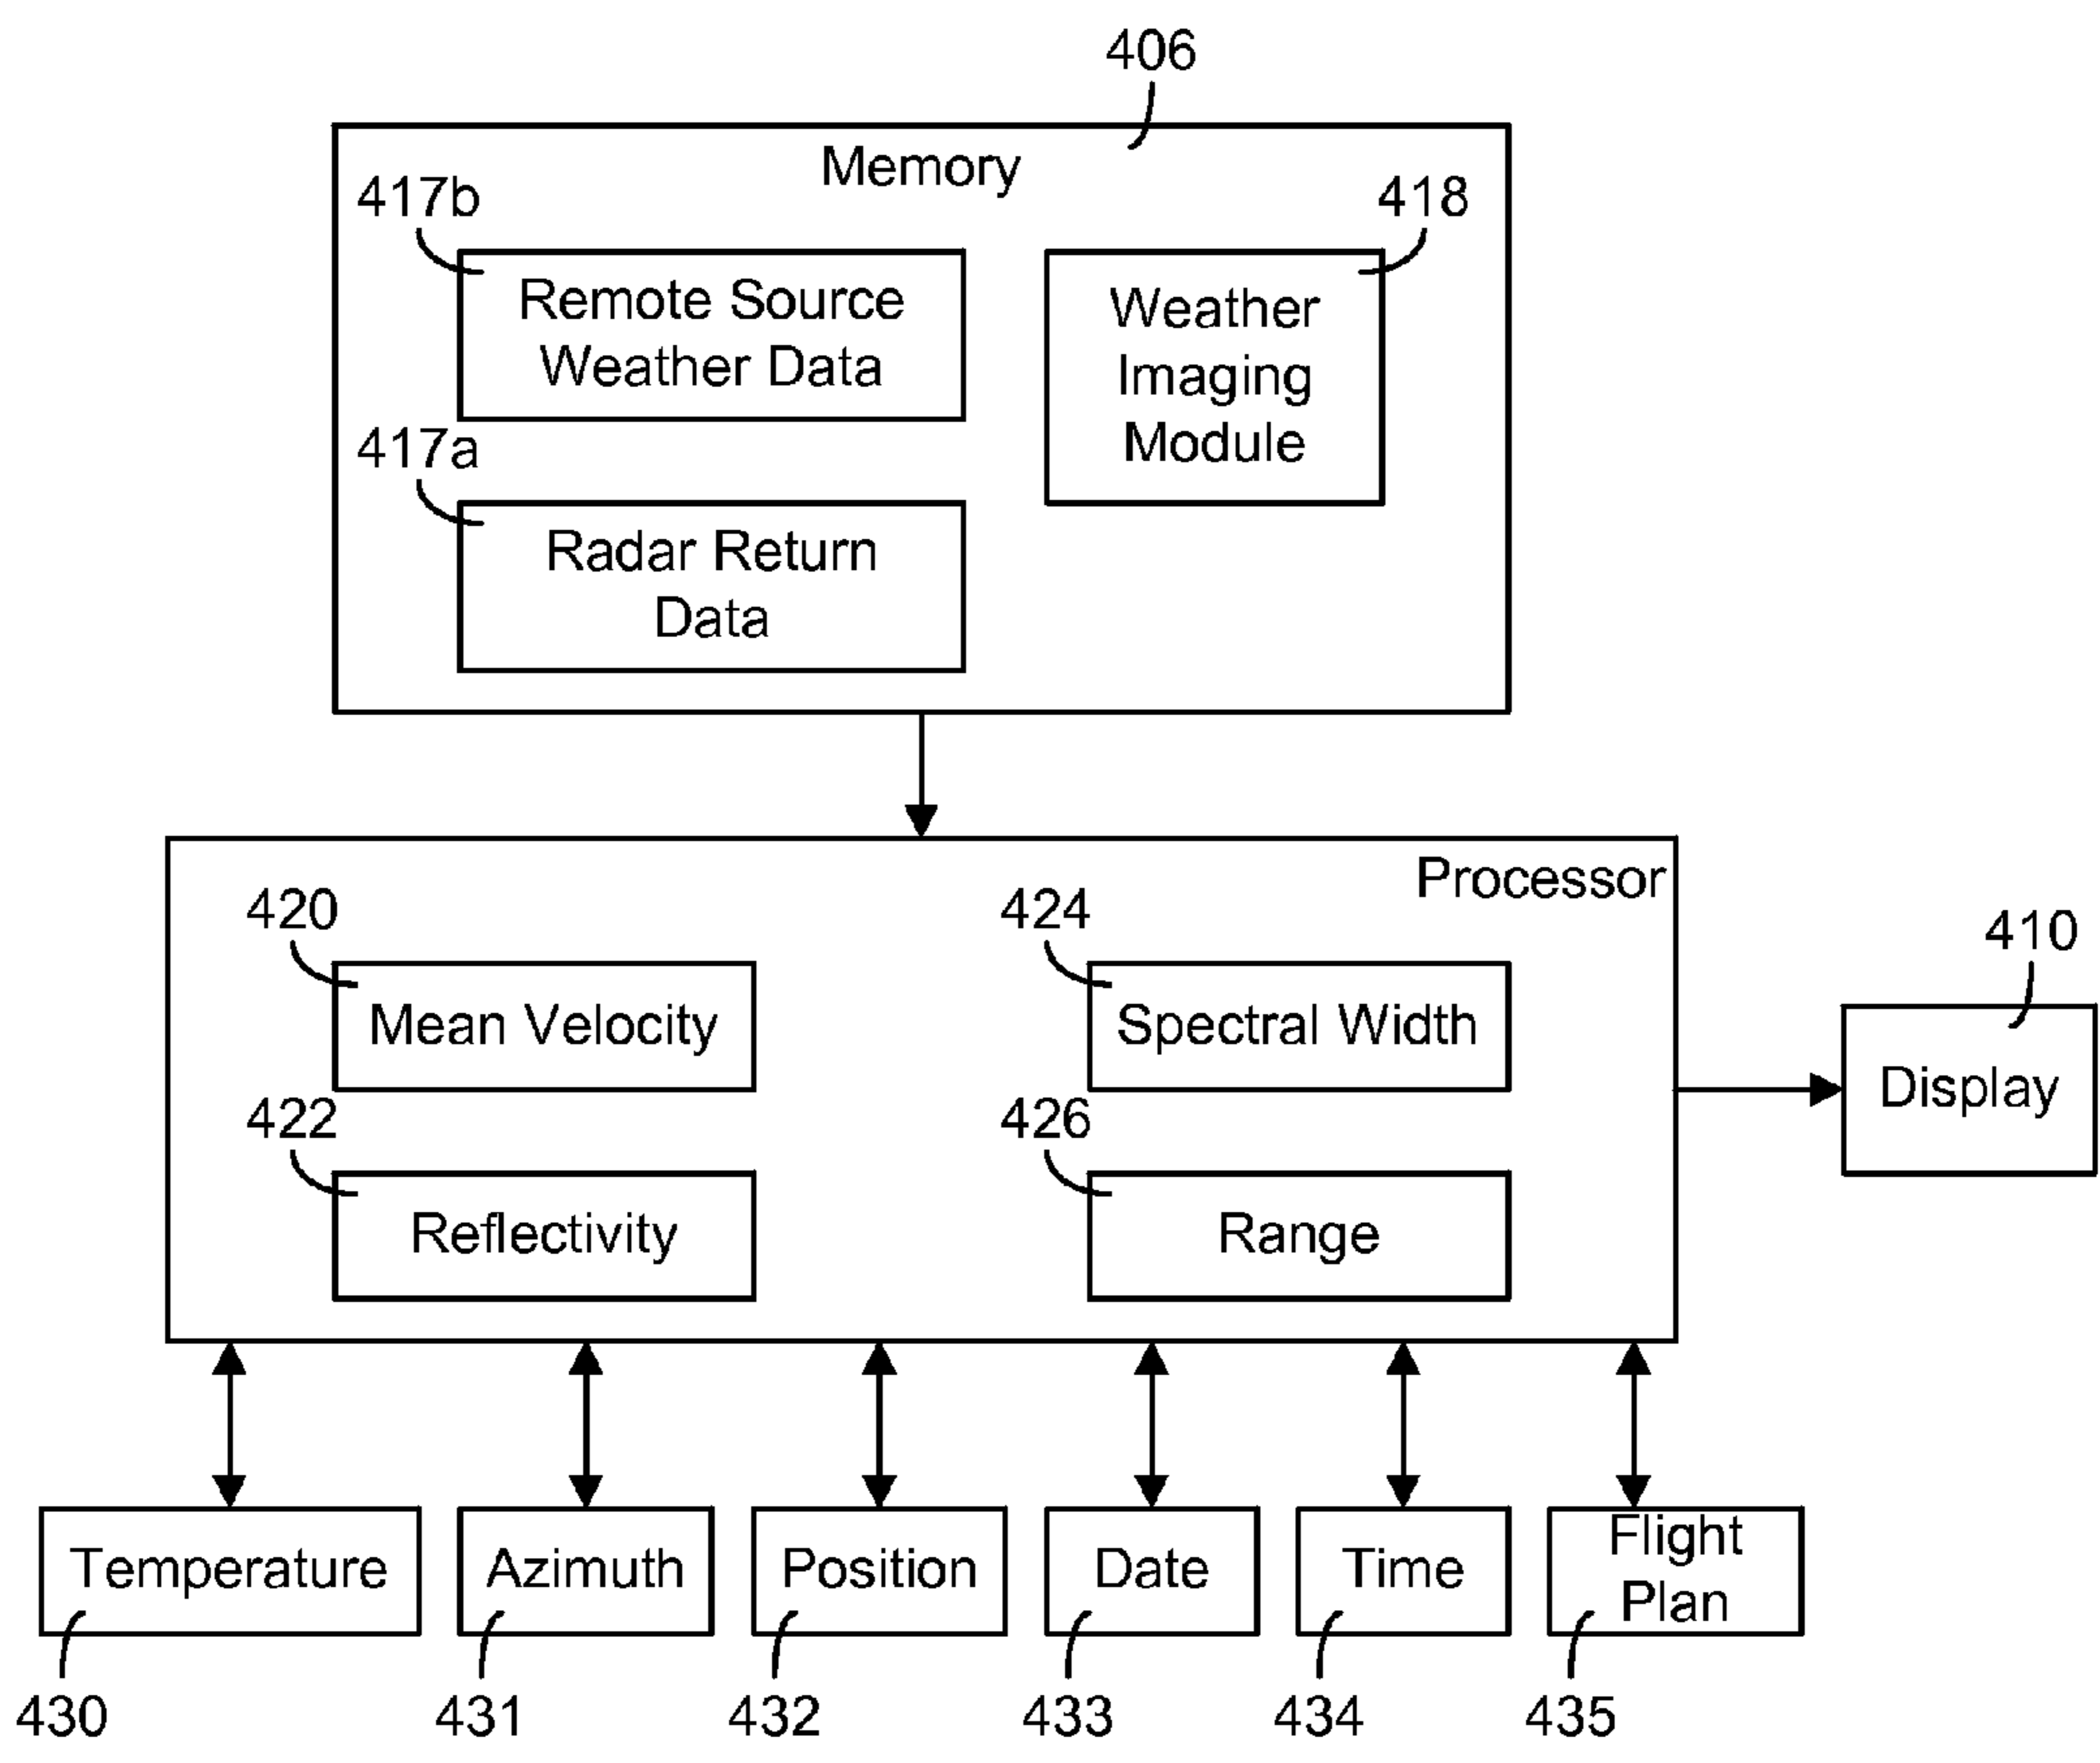 406
Memory
417b
418
Remote Source
Weather Data
Weather
Imaging
Module
417a
Radar Return
Data
Processor
420
424
410
Mean Velocity
Spectral Width
Display
422
426
Reflectivity
Range
Temperature
Azimuth
Position
Date
Time
Flight
Plan
430
431
432
433
434
435